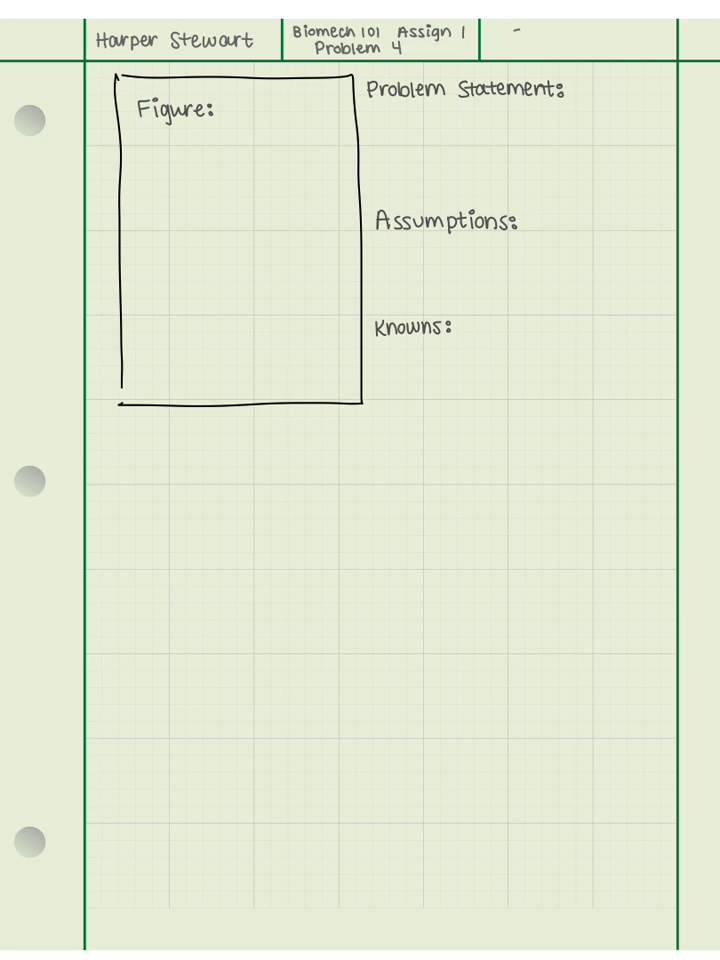 Harper Stewart
Biomech 101 Assign 1
Problem 4
-
Figure:
Problem Statement:
Assumptions:
Knowns: